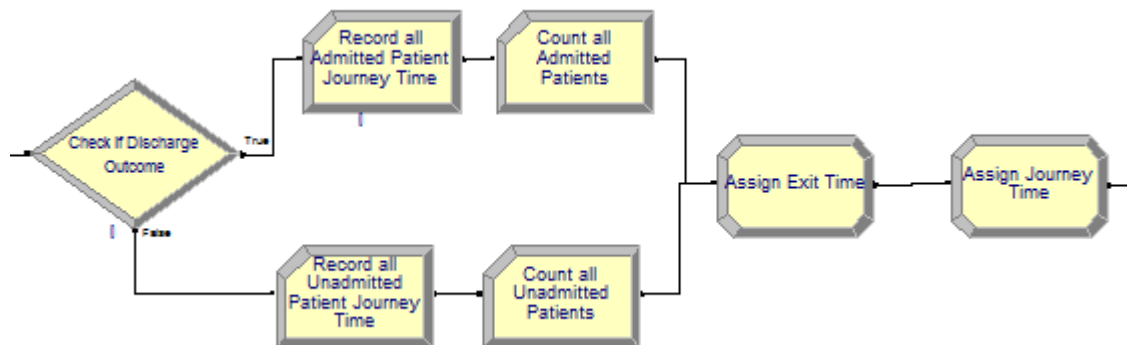 Check if Discharge
Outcome
True
False
Record all
Admitted Patient
Journey Time
Count all
Admitted
Patients
Record all
Unadmitted
Patient Journey
Time
Count all
Unadmitted
Patients
Assign Exit Time
Assign Journey
Time